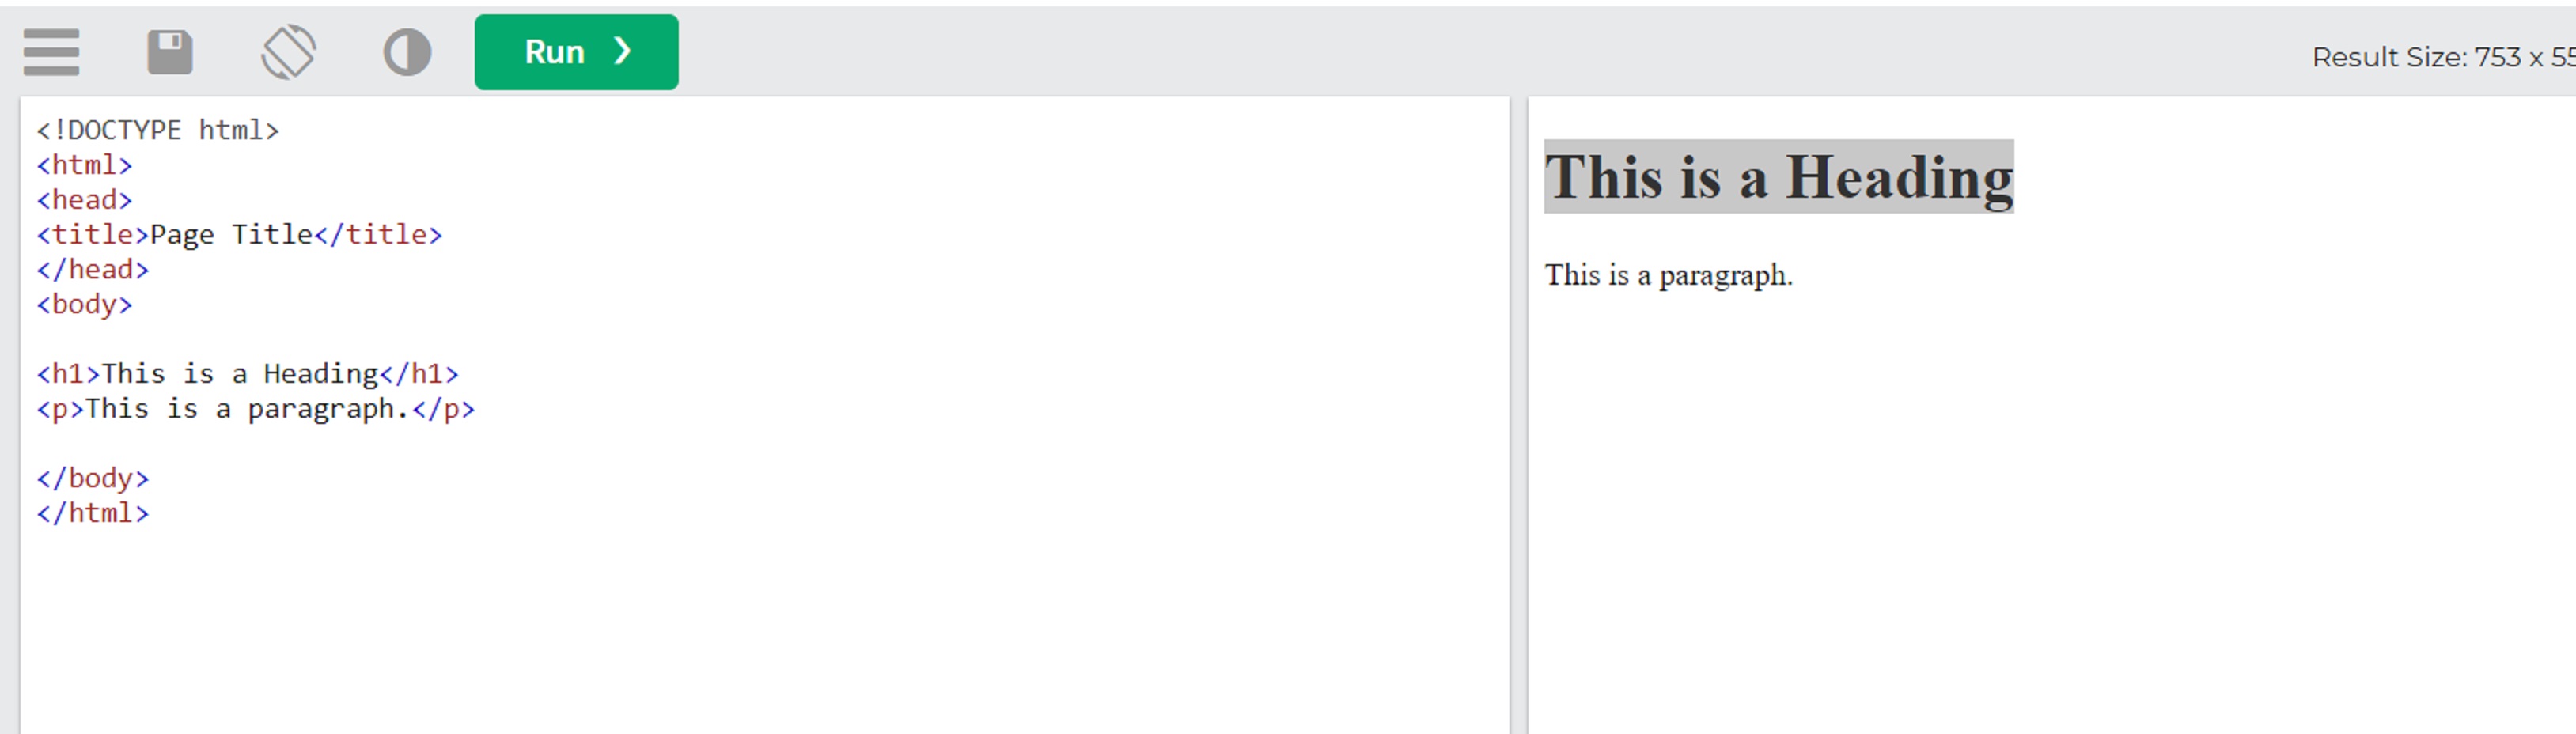 Run ❯
Result Size: 753 x 55
<!DOCTYPE html>
<html>
<head>
<title>Page Title</title>
</head>
<body>
<h1>This is a Heading</h1>
<p>This is a paragraph.</p>
</body>
</html>
This is a Heading
This is a paragraph.